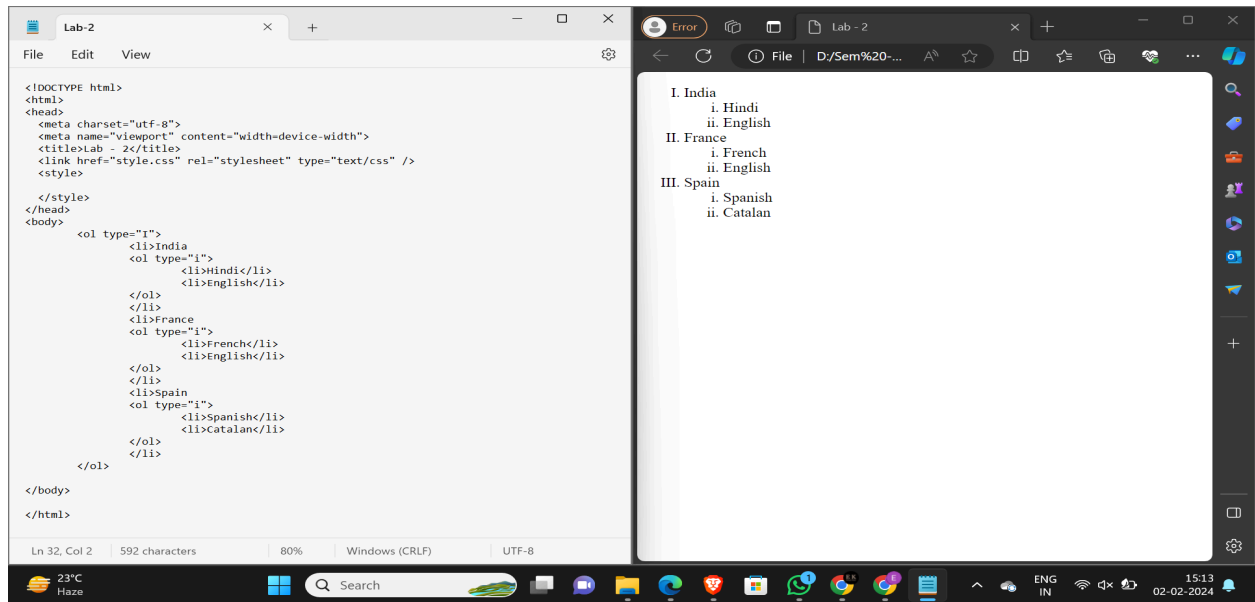 Lab-2
File Edit View
<!DOCTYPE html>
<html>
<head>
<meta charset="utf-8">
<meta name="viewport" content="width=device-width">
<title>Lab - 2</title>
<link href="style.css" rel="stylesheet" type="text/css" />
<style>
</style>
</head>
<body>
<ol type="I">
<li>India
<ol type="i">
<li>Hindi</li>
<li>English</li>
</ol>
</li>
<li>France
<ol type="i">
<li>French</li>
<li>English</li>
</ol>
</li>
<li>Spain
<ol type="i">
<li>Spanish</li>
<li>Catalan</li>
</ol>
</li>
</ol>
</body>
</html>
Ln 32, Col 2 592 characters 80% Windows (CRLF) UTF-8
Error Lab - 2
File D:/Sem%20-...
I. India
i. Hindi
ii. English
II. France
i. French
ii. English
III. Spain
i. Spanish
ii. Catalan
23°C
Haze
Search
ENG
IN
15:13
02-02-2024